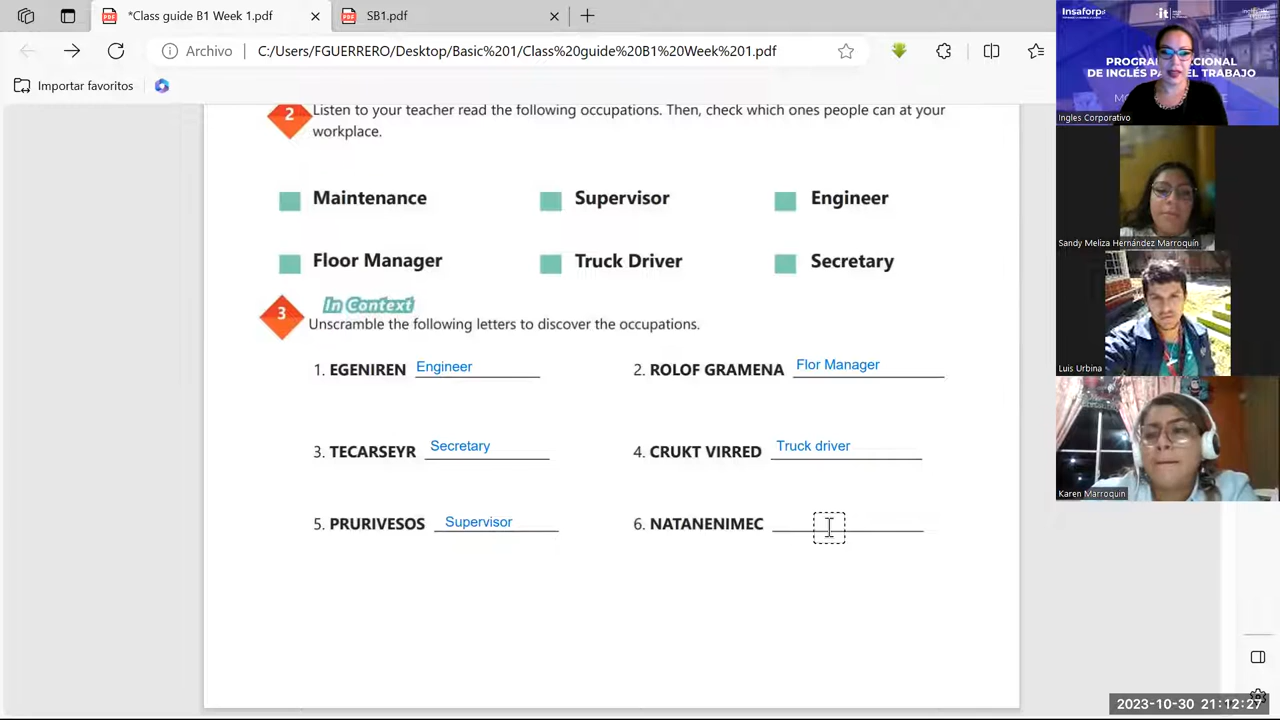 *Class guide B1 Week 1.pdf
SB1.pdf
Archivo
C:/Users/FGUERRERO/Desktop/Basic%201/Class%20guide%20B1%20Week%201.pdf
Importar favoritos
2
Listen to your teacher read the following occupations. Then, check which ones people can at your
workplace.
Maintenance
Supervisor
Engineer
Floor Manager
Truck Driver
Secretary
In Context
3
Unscramble the following letters to discover the occupations.
1. EGENIREN Engineer
2. ROLOF GRAMENA Flor Manager
3. TECARSEYR Secretary
4. CRUKT VIRRED Truck driver
5. PRURIVESOS Supervisor
6. NATANENIMEC
Insaforp
it
DE INGLÉS
EL TRABAJO
Ingles Corporativo
Sandy Meliza Hernández Marroquín
Luis Urbina
Karen Marroquin
2023-10-30 21:12:27